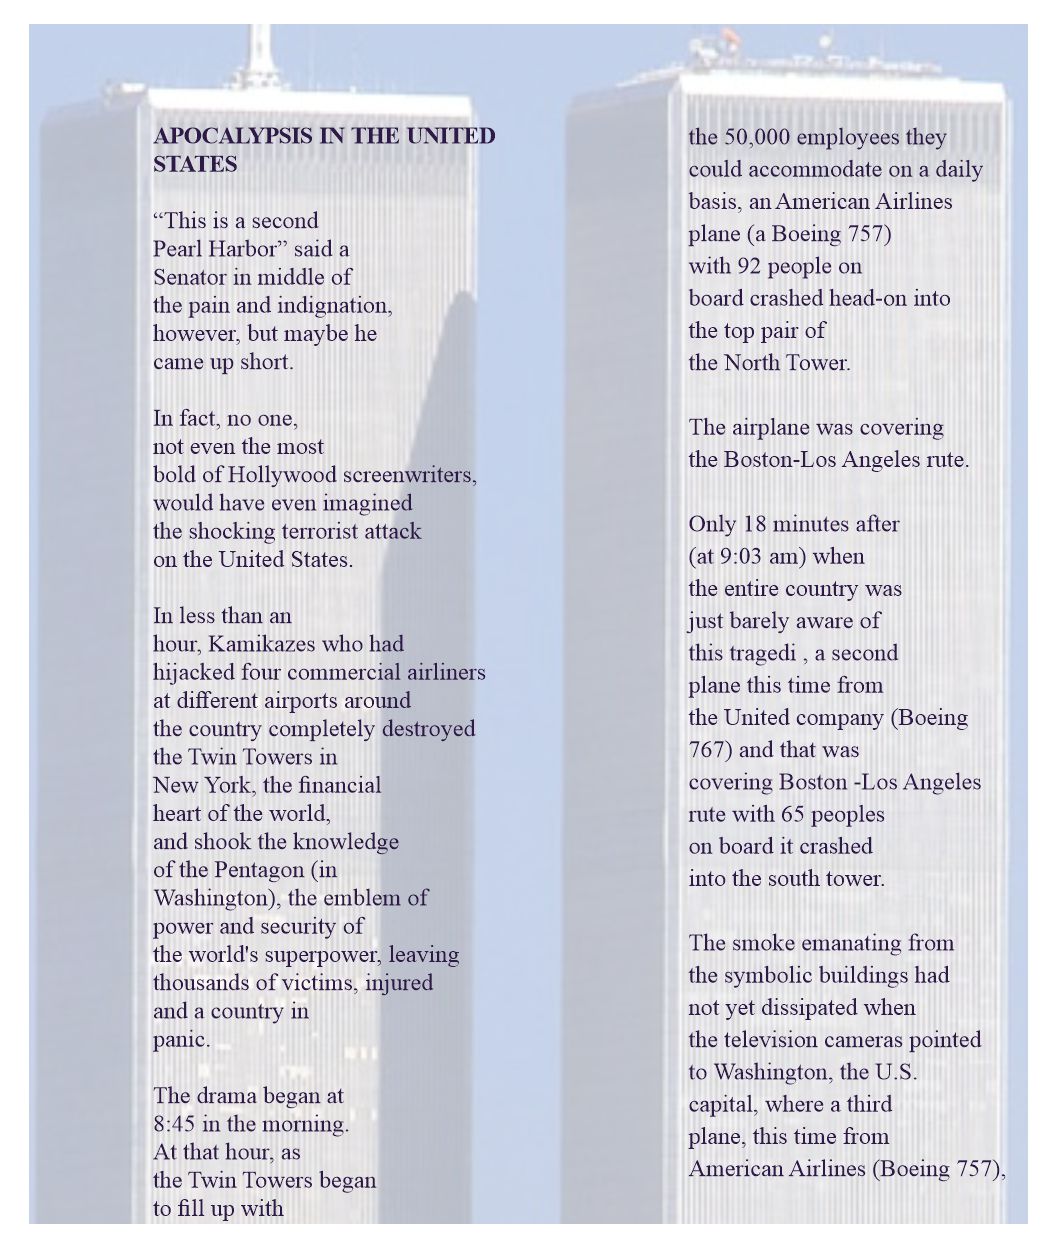 APOCALYPSIS IN THE UNITED
STATES
“This is a second
Pearl Harbor” said a
Senator in middle of
the pain and indignation,
however, but maybe he
came up short.
In fact, no one,
not even the most
bold of Hollywood screenwriters,
would have even imagined
the shocking terrorist attack
on the United States.
In less than an
hour, Kamikazes who had
hijacked four commercial airliners
at different airports around
the country completely destroyed
the Twin Towers in
New York, the financial
heart of the world,
and shook the knowledge
of the Pentagon (in
Washington), the emblem of
power and security of
the world's superpower, leaving
thousands of victims, injured
and a country in
panic.
The drama began at
8:45 in the morning.
At that hour, as
the Twin Towers began
to fill up with
the 50,000 employees they
could accommodate on a daily
basis, an American Airlines
plane (a Boeing 757)
with 92 people on
board crashed head-on into
the top pair of
the North Tower.
The airplane was covering
the Boston-Los Angeles rute.
Only 18 minutes after
(at 9:03 am) when
the entire country was
just barely aware of
this tragedi , a second
plane this time from
the United company (Boeing
767) and that was
covering Boston -Los Angeles
rute with 65 peoples
on board it crashed
into the south tower.
The smoke emanating from
the symbolic buildings had
not yet dissipated when
the television cameras pointed
to Washington, the U.S.
capital, where a third
plane, this time from
American Airlines (Boeing 757),